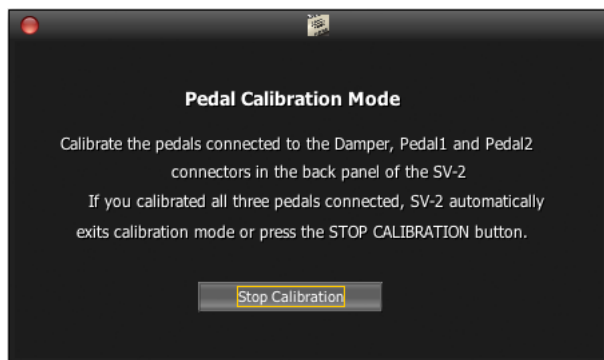 Pedal Calibration Mode
Calibrate the pedals connected to the Damper, Pedal1 and Pedal2
connectors in the back panel of the SV-2
If you calibrated all three pedals connected, SV-2 automatically
exits calibration mode or press the STOP CALIBRATION button.
Stop Calibration